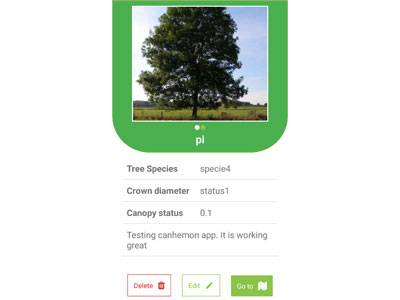 pi
Tree Species specie4
Crown diameter status1
Canopy status 0.1
Testing canhemon app. It is working
great
Delete Edit Go to